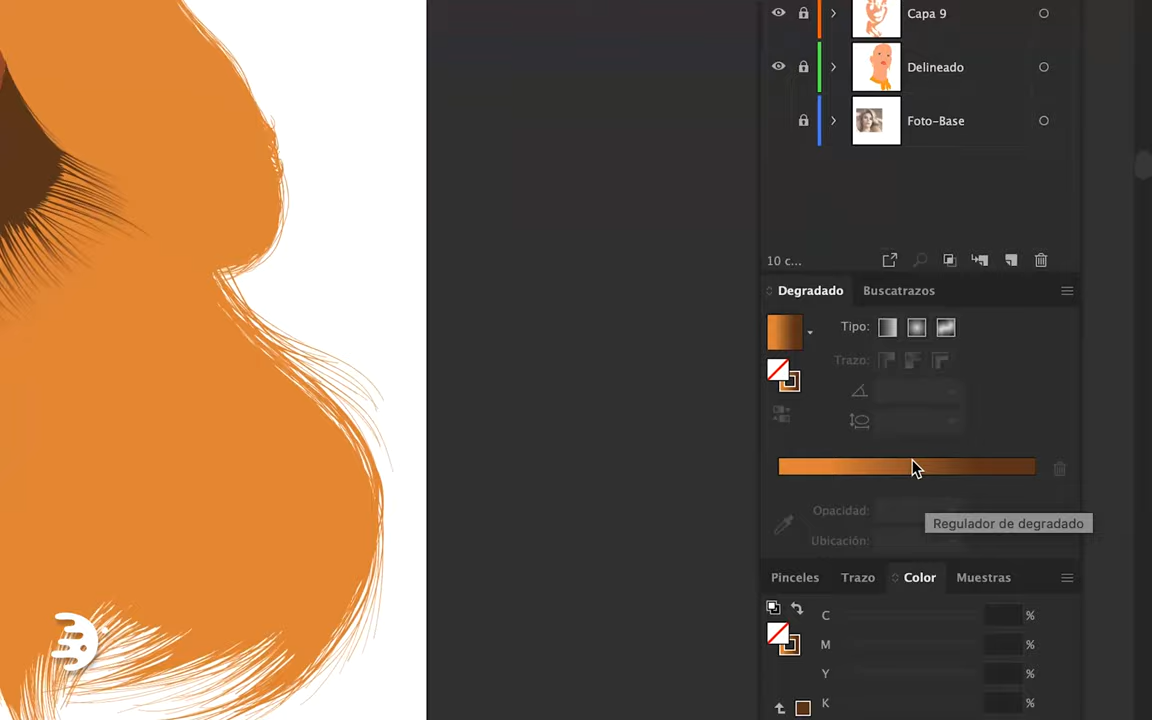 Capa 9
Delineado
Foto-Base
10 c...
Degradado Buscatrazos
Tipo:
Trazo:
Opacidad:
Regulador de degradado
Ubicación:
Pinceles Trazo Color Muestras
C %
M %
Y %
K %